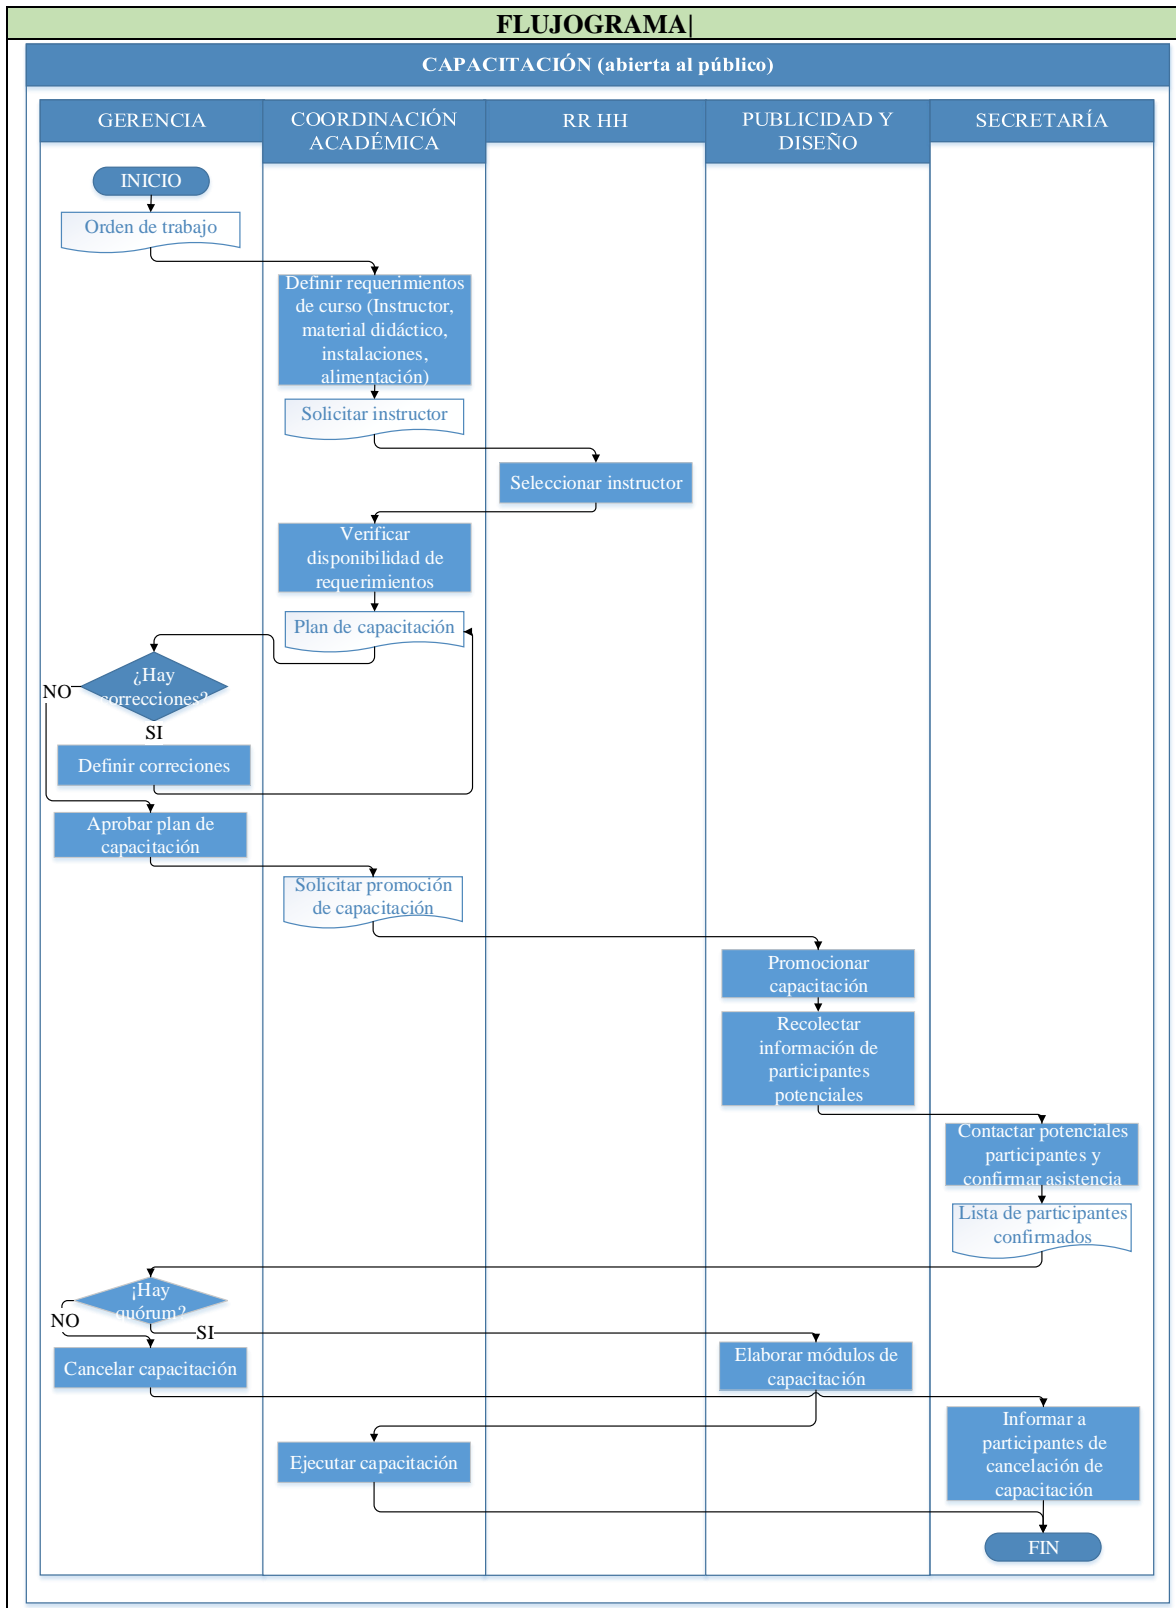 FLUJOGRAMA|
CAPACITACIÓN (abierta al público)
GERENCIA
COORDINACIÓN
ACADÉMICA
RR HH
PUBLICIDAD Y
DISEÑO
SECRETARÍA
INICIO
Orden de trabajo
Definir requerimientos
de curso (Instructor,
material didáctico,
instalaciones,
alimentación)
Solicitar instructor
Seleccionar instructor
Verificar
disponibilidad de
requerimientos
Plan de capacitación
¿Hay
correcciones?
NO
SI
Definir correciones
Aprobar plan de
capacitación
Solicitar promoción
de capacitación
Promocionar
capacitación
Recolectar
información de
participantes
potenciales
Contactar potenciales
participantes y
confirmar asistencia
Lista de participantes
confirmados
¡Hay
quórum?
NO
SI
Cancelar capacitación
Elaborar módulos de
capacitación
Informar a
participantes de
cancelación de
capacitación
Ejecutar capacitación
FIN